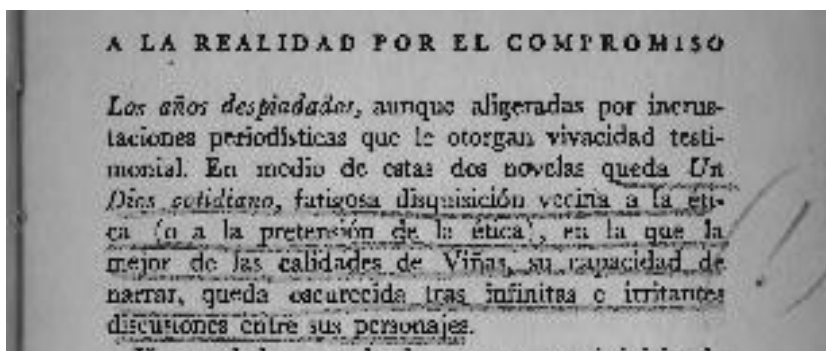 A LA REALIDAD POR EL COMPROMISO
Los años despiadados, aunque aligeradas por incrus-
taciones periodísticas que le otorgan vivacidad testi-
monial. En medio de estas dos novelas queda Un
Dios cotidiano, fatigosa disquisición vecina a la éti-
ca (o a la pretensión de la ética), en la que la
mejor de las calidades de Viñas, su capacidad de
narrar, queda oscurecida tras infinitas e irritantes
discusiones entre sus personajes.